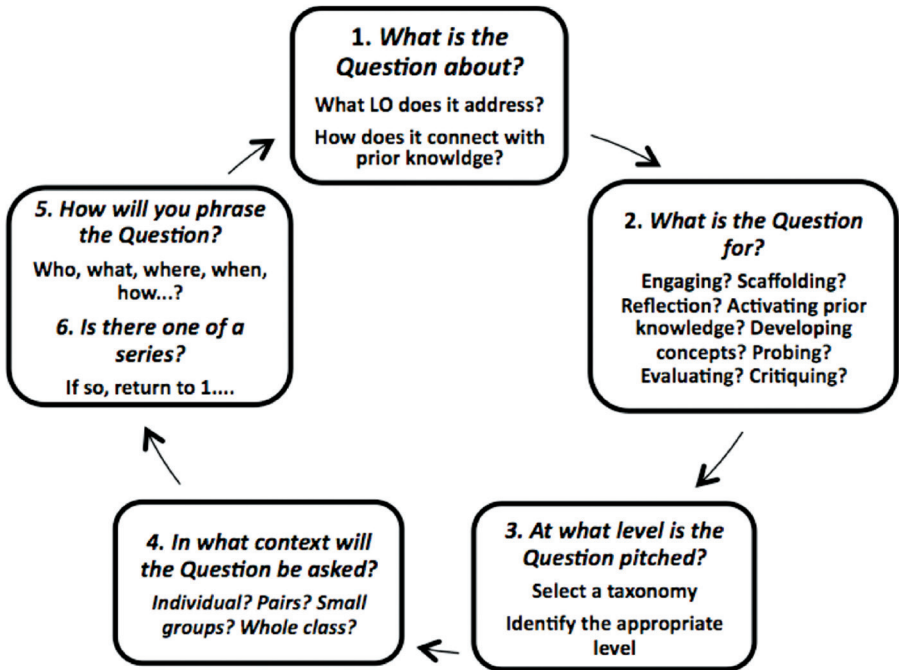 1. What is the
Question about?
What LO does it address?
How does it connect with
prior knowldge?
2. What is the Question
for?
Engaging? Scaffolding?
Reflection? Activating prior
knowledge? Developing
concepts? Probing?
Evaluating? Critiquing?
3. At what level is the
Question pitched?
Select a taxonomy
Identify the appropriate
level
4. In what context will
the Question be asked?
Individual? Pairs? Small
groups? Whole class?
5. How will you phrase
the Question?
Who, what, where, when,
how...?
6. Is there one of a
series?
If so, return to 1....